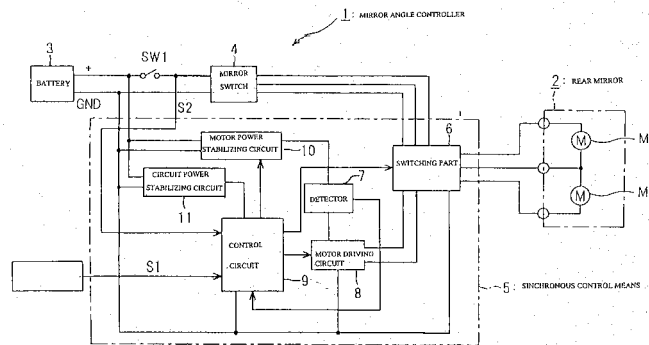 1 : MIRROR ANGLE CONTROLLER
3
BATTERY
+
GND
SW1
S2
4
MIRROR
SWITCH
2 : REAR MIRROR
M
M
M
M
6
SWITCHING PART
MOTOR POWER
STABILIZING CIRCUIT
10
CIRCUIT POWER
STABILIZING CIRCUIT
11
7
DETECTOR
CONTROL
CIRCUIT
9
MOTOR DRIVING
CIRCUIT
8
S1
5 : SINCHRONOUS CONTROL MEANS